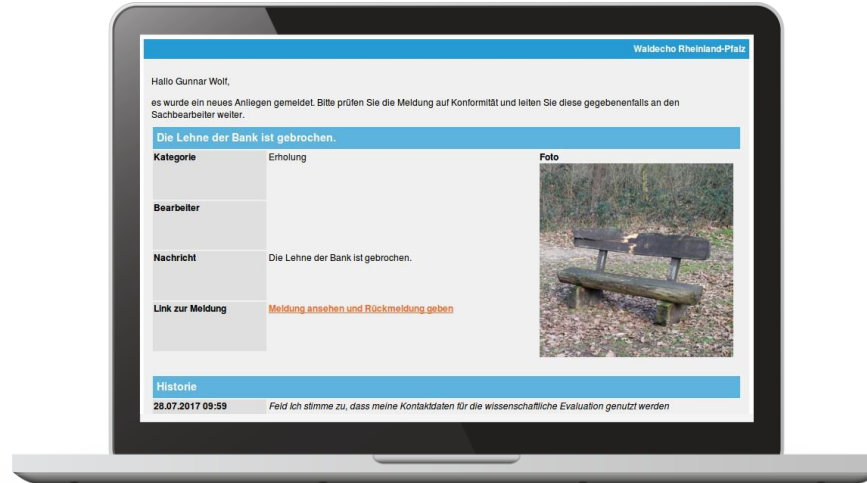 Waldecho Rheinland-Pfalz
Hallo Gunnar Wolf,
es wurde ein neues Anliegen gemeldet. Bitte prüfen Sie die Meldung auf Konformität und leiten Sie diese gegebenenfalls an den
Sachbearbeiter weiter.
Die Lehne der Bank ist gebrochen.
Kategorie Erholung Foto
Bearbeiter
Nachricht Die Lehne der Bank ist gebrochen.
Link zur Meldung Meldung ansehen und Rückmeldung geben
Historie
28.07.2017 09:59 Feld Ich stimme zu, dass meine Kontaktdaten für die wissenschaftliche Evaluation genutzt werden